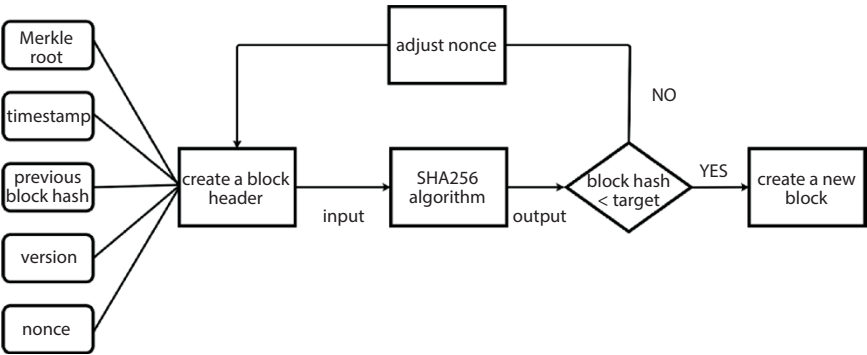 Merkle
root
timestamp
previous
block hash
version
nonce
create a block
header
input
SHA256
algorithm
output
adjust nonce
block hash
< target
NO
YES
create a new
block